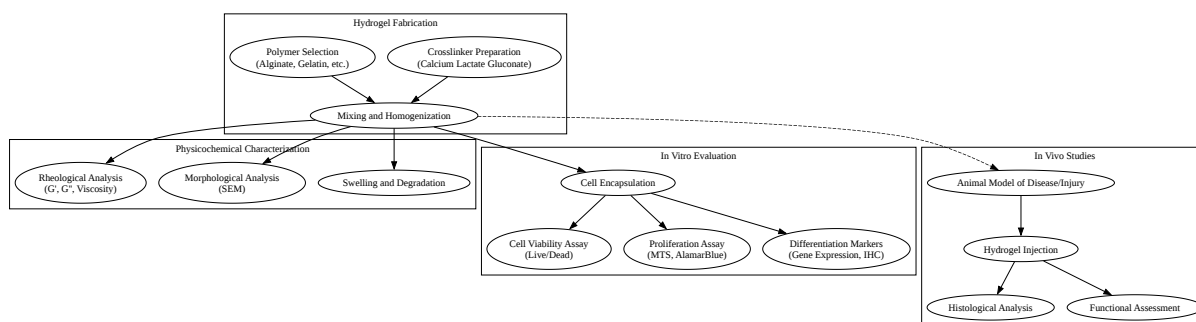 Hydrogel Fabrication
Polymer Selection
(Alginate, Gelatin, etc.)
Crosslinker Preparation
(Calcium Lactate Gluconate)
Mixing and Homogenization
Physicochemical Characterization
Rheological Analysis
(G', G'', Viscosity)
Morphological Analysis
(SEM)
Swelling and Degradation
In Vitro Evaluation
Cell Encapsulation
Cell Viability Assay
(Live/Dead)
Proliferation Assay
(MTS, AlamarBlue)
Differentiation Markers
(Gene Expression, IHC)
In Vivo Studies
Animal Model of Disease/Injury
Hydrogel Injection
Histological Analysis
Functional Assessment